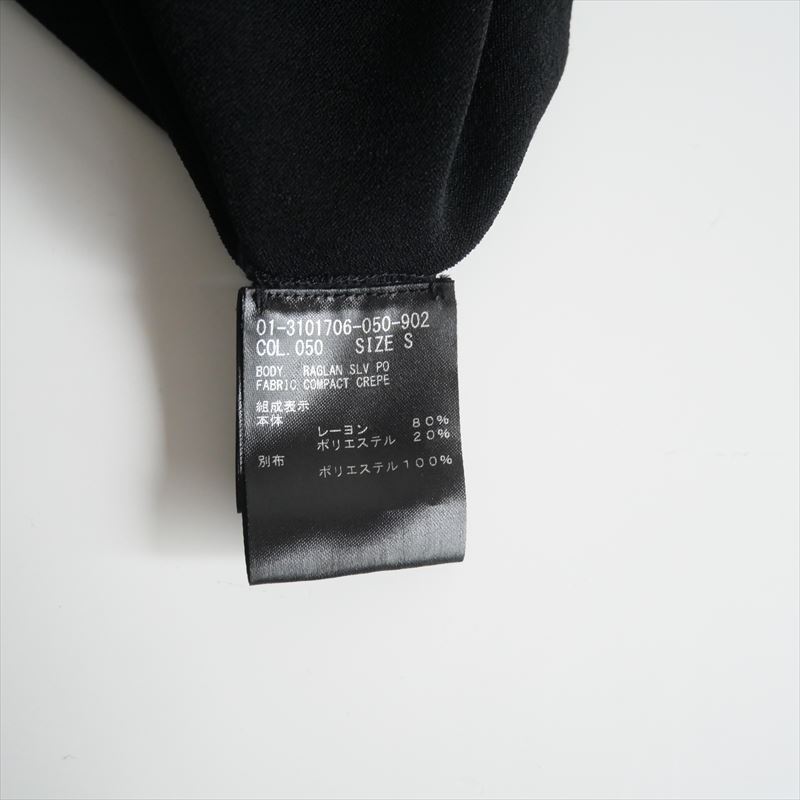 01-3101706-050-902
COL.050 SIZE S
BODY RAGLAN SLV PO
FABRIC COMPACT CREPE
組成表示
本体
レーヨン 80%
ポリエステル 20%
別布
ポリエステル100%